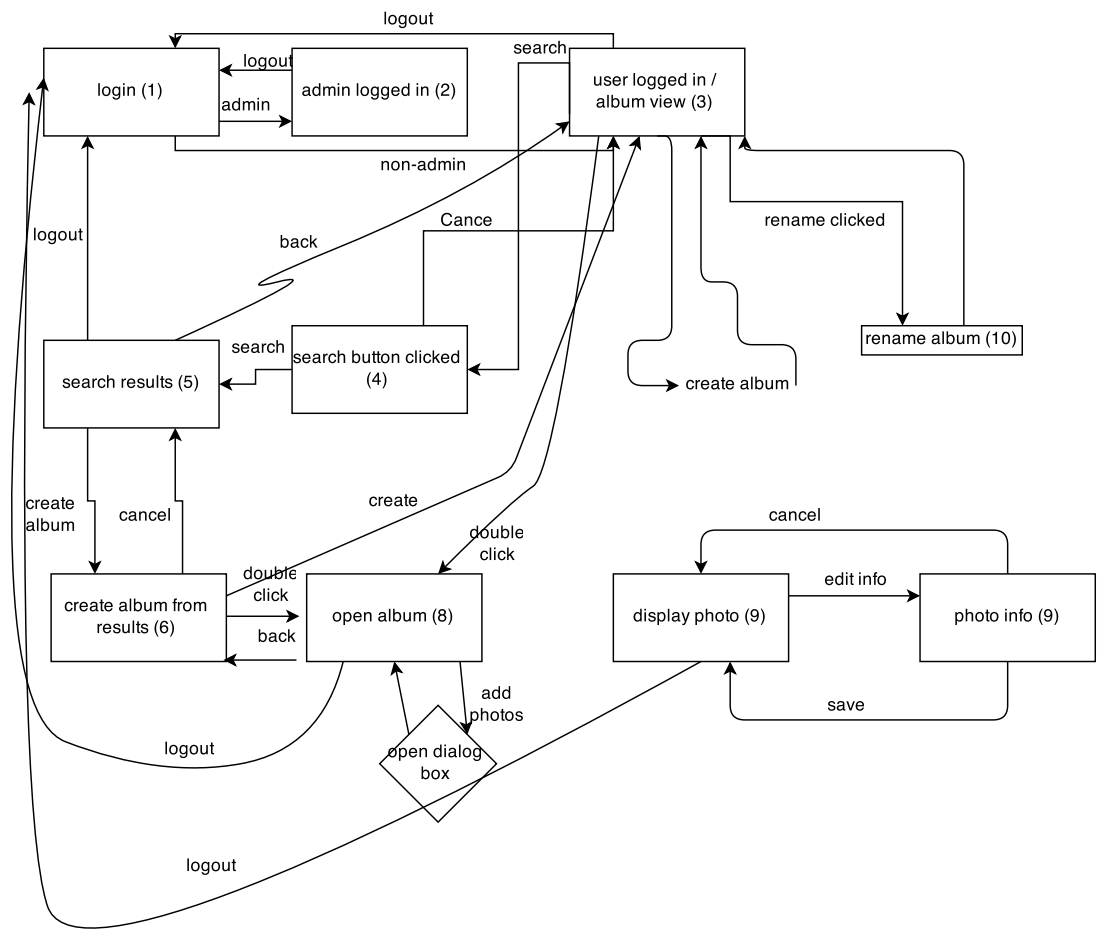 logout
search
login (1)
logout
admin
admin logged in (2)
user logged in /
album view (3)
non-admin
Cance
rename clicked
logout
back
search results (5)
search
search button clicked
(4)
create album
rename album (10)
create
album
cancel
create
double
click
cancel
edit info
create album from
results (6)
double
click
back
open album (8)
display photo (9)
photo info (9)
add
photos
save
logout
open dialog
box
logout